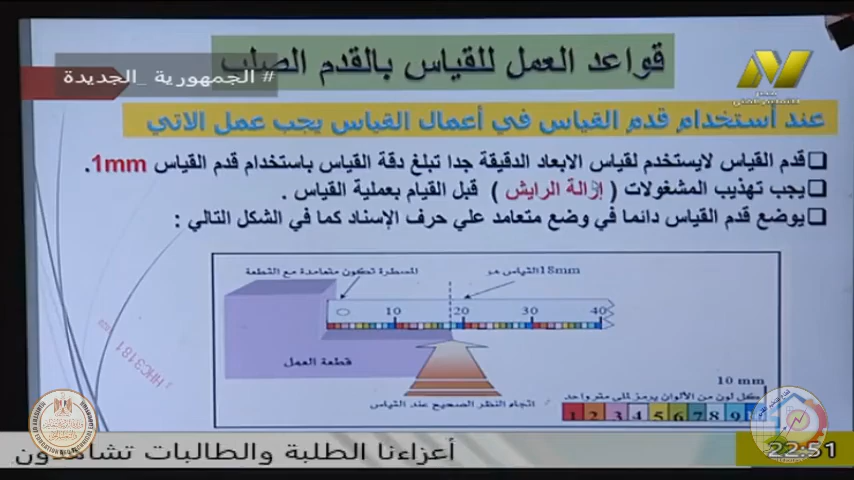 قواعد العمل للقياس بالقدم الصلب
# الجمهورية _الجديدة
مصر
عند أستخدام قدم القياس في أعمال القياس يجب عمل الاتي
قدم القياس لايستخدم لقياس الابعاد الدقيقة جدا تبلغ دقة القياس باستخدام قدم القياس 1mm.
يجب تهذيب المشغولات ( إزالة الرايش ) قبل القيام بعملية القياس .
يوضع قدم القياس دائما في وضع متعامد علي حرف الإسناد كما في الشكل التالي :
المسطرة تكون متعامدة مع القطعة
القياس هو 18mm
0 10 20 30 40
قطعة العمل
اتجاه النظر الصحيح عند القياس
10 mm
كل لون من الألوان يرمز إلى متر واحد
1 2 3 4 5 6 7 8 9
أعزاءنا الطلبة والطالبات تشاهدون
22:51